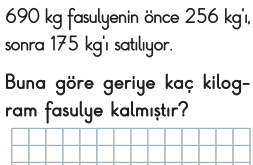 690 kg fasulyenin önce 256 kg'ı,
sonra 175 kg'ı satılıyor.
Buna göre geriye kaç kilog-
ram fasulye kalmıştır?